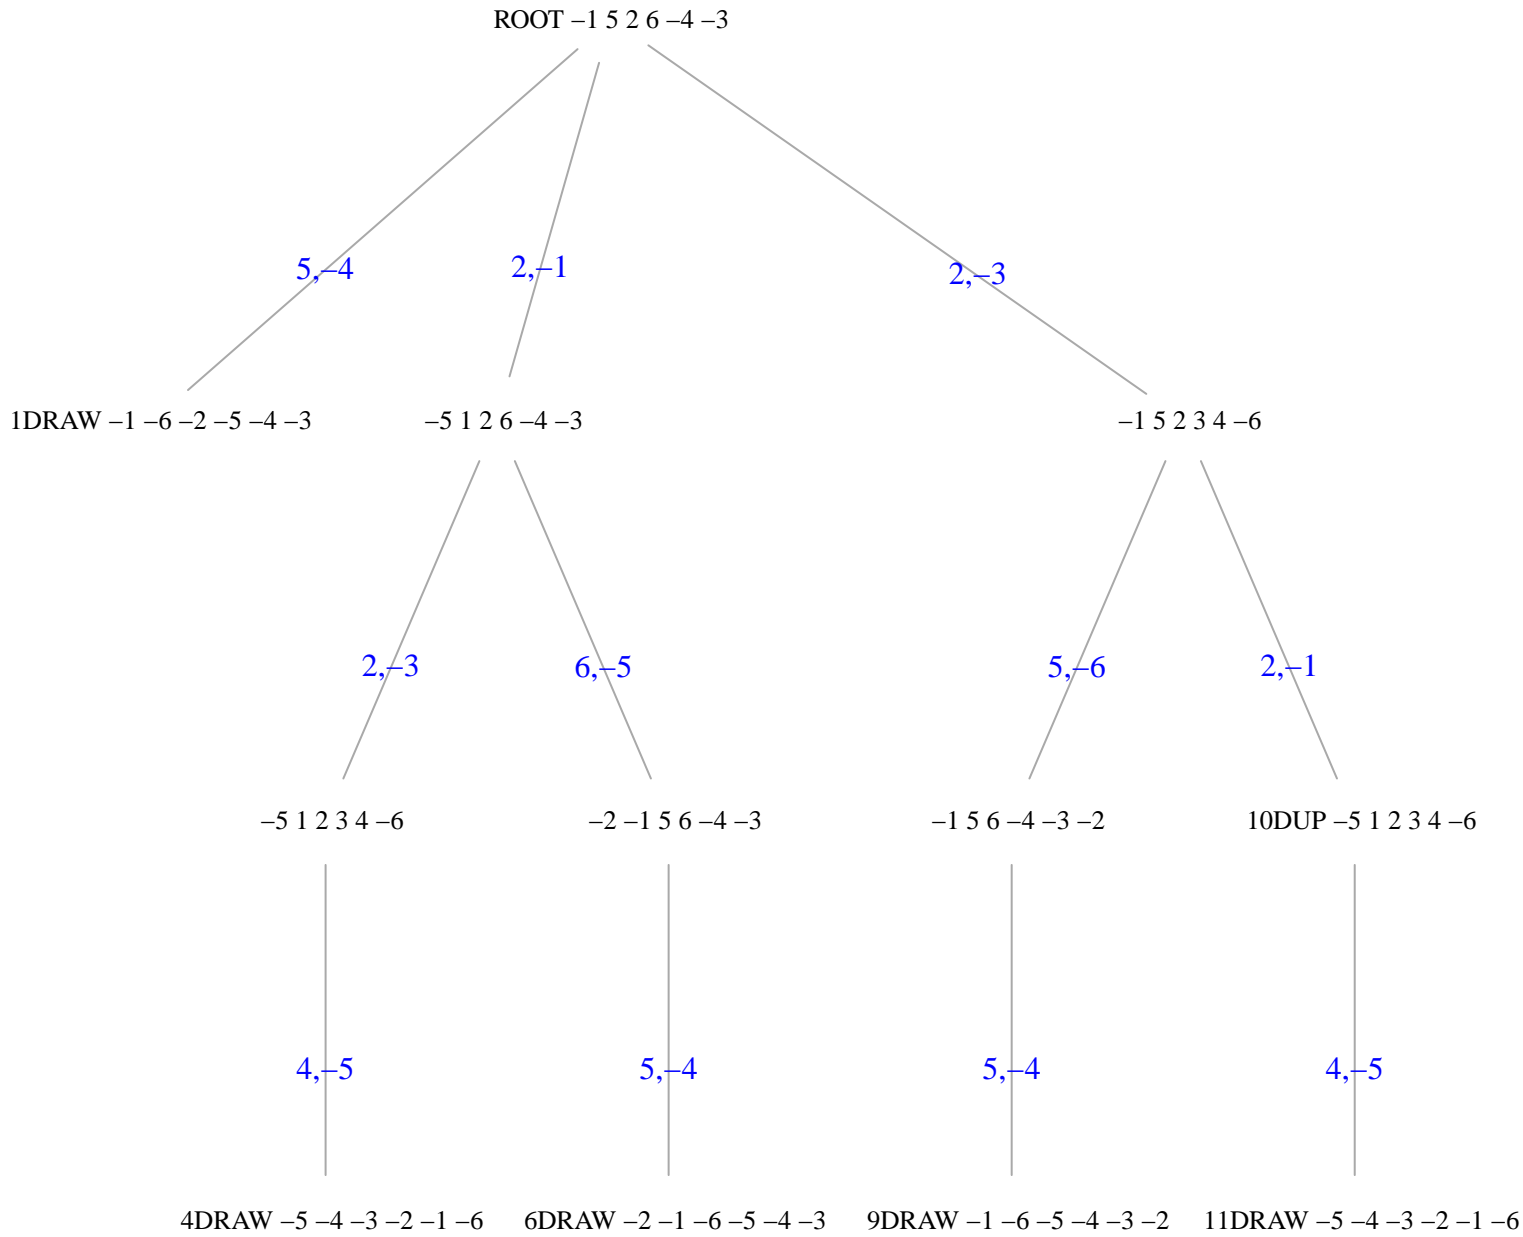 ROOT –1 5 2 6 –4 –3
5,–4
2,–1
2,–3
1DRAW –1 –6 –2 –5 –4 –3
–5 1 2 6 –4 –3
–1 5 2 3 4 –6
2,–3
6,–5
5,–6
2,–1
–5 1 2 3 4 –6
–2 –1 5 6 –4 –3
–1 5 6 –4 –3 –2
10DUP –5 1 2 3 4 –6
4,–5
5,–4
5,–4
4,–5
4DRAW –5 –4 –3 –2 –1 –6
6DRAW –2 –1 –6 –5 –4 –3
9DRAW –1 –6 –5 –4 –3 –2
11DRAW –5 –4 –3 –2 –1 –6